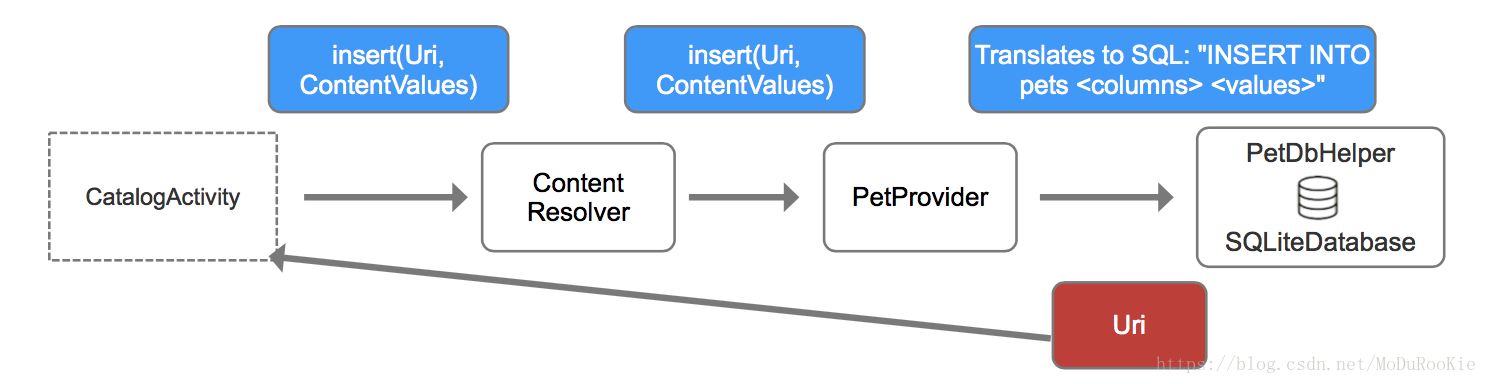 insert(Uri,
ContentValues)
insert(Uri,
ContentValues)
Translates to SQL: "INSERT INTO
pets <columns> <values>"
CatalogActivity
Content
Resolver
PetProvider
PetDbHelper
SQLiteDatabase
Uri
https://blog.csdn.net/MoDuRooKie